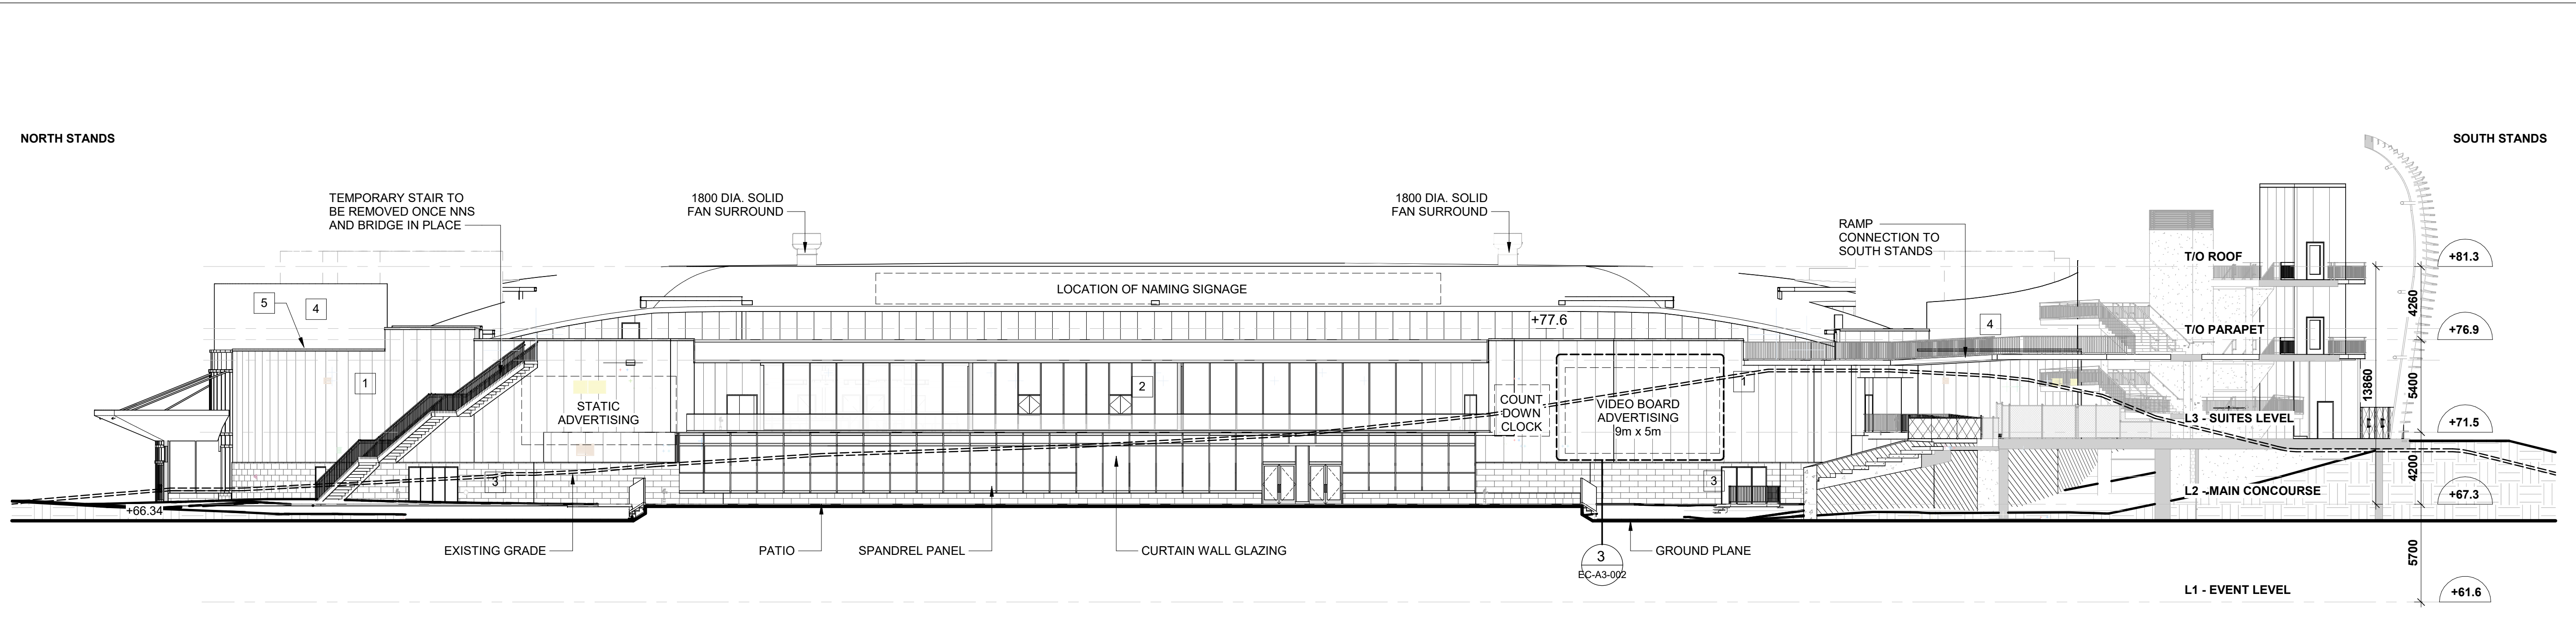 NORTH STANDS
SOUTH STANDS
TEMPORARY STAIR TO
BE REMOVED ONCE NNS
AND BRIDGE IN PLACE
1800 DIA. SOLID
FAN SURROUND
1800 DIA. SOLID
FAN SURROUND
RAMP
CONNECTION TO
SOUTH STANDS
T/O ROOF
+81.3
LOCATION OF NAMING SIGNAGE
5
4
4260
+77.6
4
T/O PARAPET
+76.9
1
2
1
13860
5400
STATIC
ADVERTISING
COUNT
DOWN
CLOCK
VIDEO BOARD
ADVERTISING
9m x 5m
L3 - SUITES LEVEL
+71.5
3
3
4200
L2 - MAIN CONCOURSE
+67.3
+66.34
EXISTING GRADE
PATIO
SPANDREL PANEL
CURTAIN WALL GLAZING
3
EC-A3-002
GROUND PLANE
5700
L1 - EVENT LEVEL
+61.6